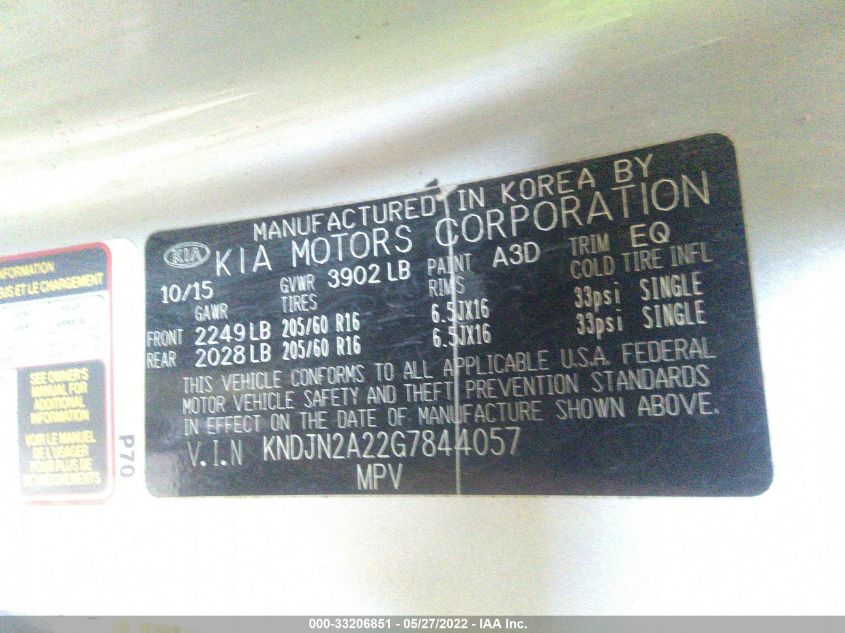 MANUFACTURED IN KOREA BY
KIA KIA MOTORS CORPORATION
10/15 GVWR 3902 LB PAINT A3D TRIM EQ
GAWR TIRES RIMS COLD TIRE INFL
FRONT 2249 LB 205/60 R16 6.5JX16 33psi SINGLE
REAR 2028 LB 205/60 R16 6.5JX16 33psi SINGLE
THIS VEHICLE CONFORMS TO ALL APPLICABLE U.S.A. FEDERAL
MOTOR VEHICLE SAFETY AND THEFT PREVENTION STANDARDS
IN EFFECT ON THE DATE OF MANUFACTURE SHOWN ABOVE.
V.I.N KNDJN2A22G7844057
MPV
P70
ET LE CHARGEMENT
SEE OWNER'S
MANUAL FOR
ADDITIONAL
INFORMATION
VOIR LE MANUEL
DE L'USAGER
POUR PLUS DE
000-33206851 - 05/27/2022 - IAA Inc.